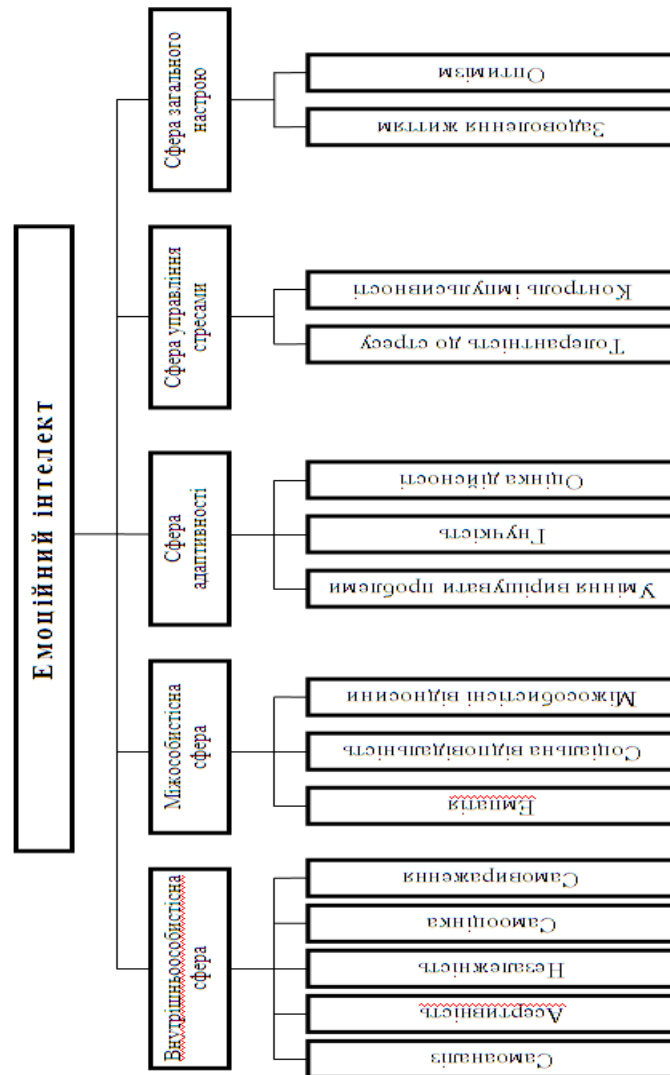 Емоційний інтелект
Внутрішньоособистісна
сфера
Міжособистісна
сфера
Сфера
адаптивності
Сфера управління
стресами
Сфера загального
настрою
Самоаналіз
Асертивність
Незалежність
Самооцінка
Самовираження
Емпатія
Соціальна відповідальність
Міжособистісні відносини
Уміння вирішувати проблеми
Гнучкість
Оцінка дійсності
Толерантність до стресу
Контроль імпульсивності
Задоволення життям
Оптимізм